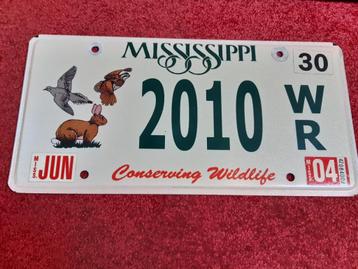 MISSISSIPPI
30
2010 WR
JUN
Conserving Wildlife
04